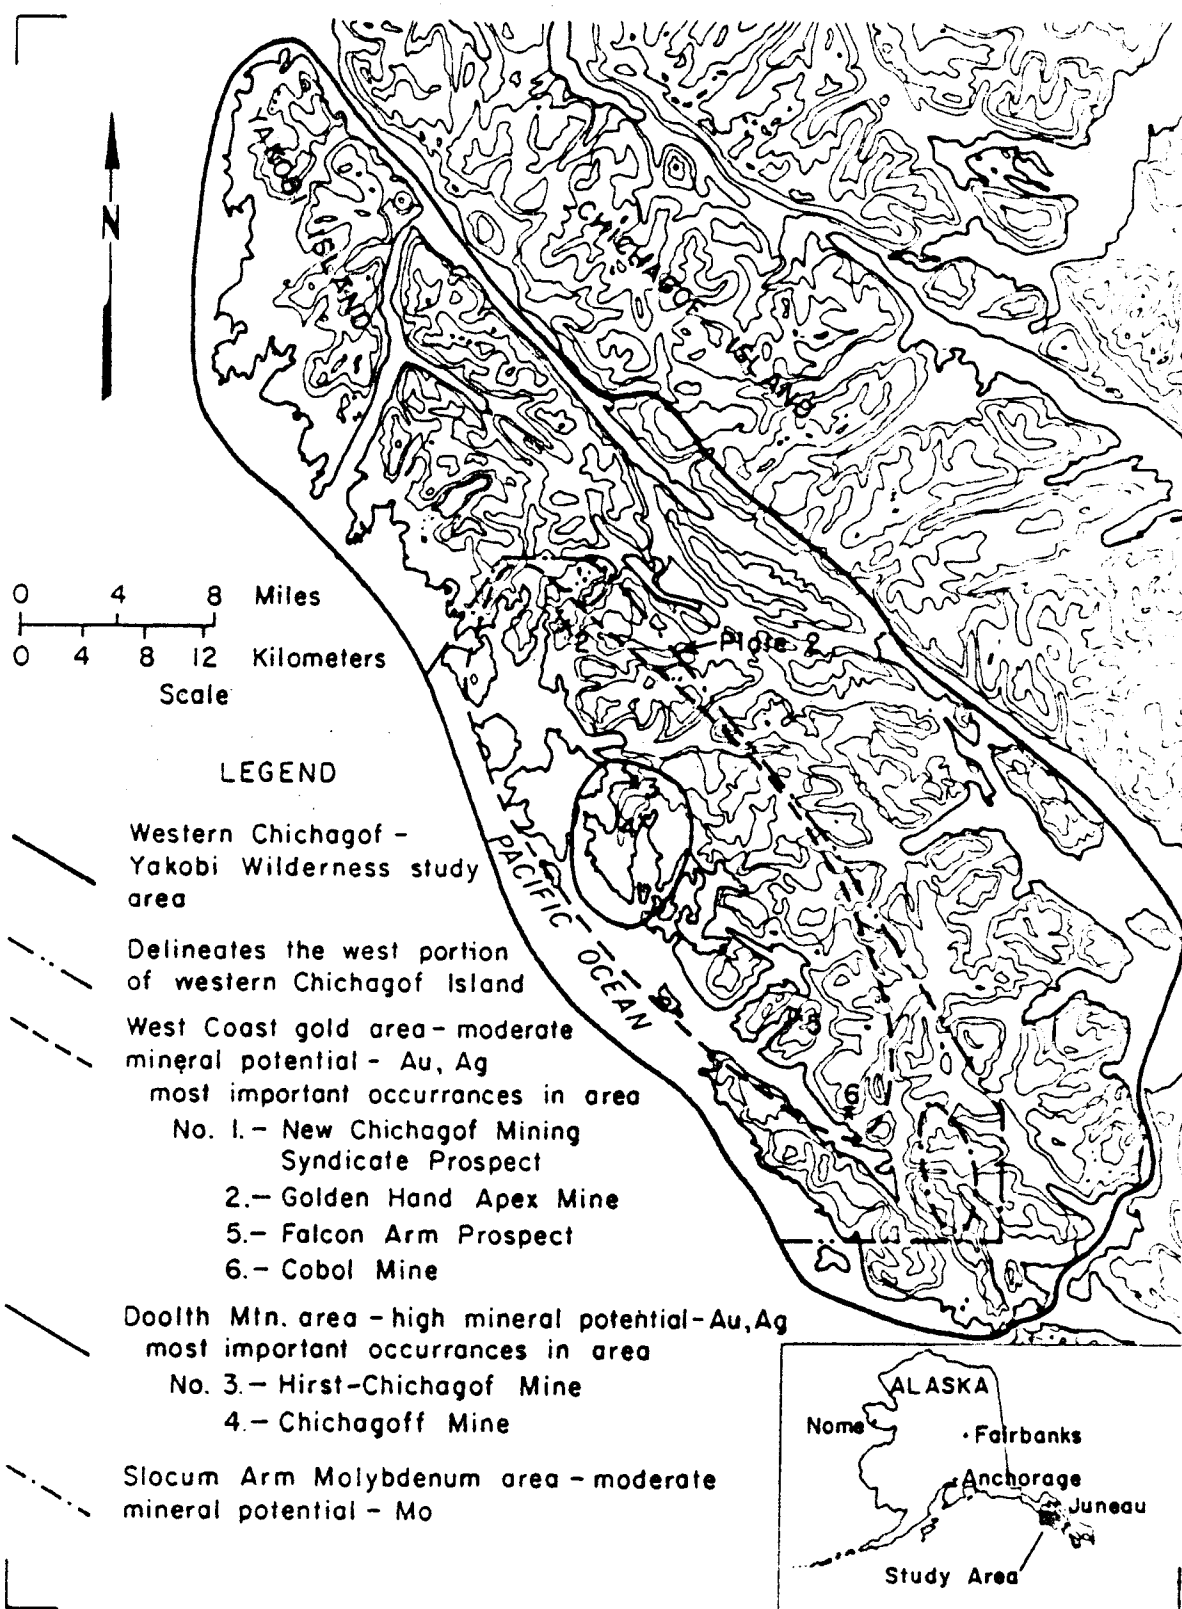 YAKOBI ISLAND
CHICHAGOF ISLAND
N
0 4 8 Miles
0 4 8 12 Kilometers
Scale
2
Plate 2
3
4
PACIFIC OCEAN
5
6
LEGEND
Western Chichagof -
Yakobi Wilderness study
area
Delineates the west portion
of western Chichagof Island
West Coast gold area - moderate
mineral potential - Au, Ag
most important occurrances in area
No. 1. - New Chichagof Mining
Syndicate Prospect
2. - Golden Hand Apex Mine
5. - Falcon Arm Prospect
6. - Cobol Mine
Doolth Mtn. area - high mineral potential - Au, Ag
most important occurrances in area
No. 3. - Hirst-Chichagof Mine
4. - Chichagoff Mine
Slocum Arm Molybdenum area - moderate
mineral potential - Mo
ALASKA
Nome
Fairbanks
Anchorage
Juneau
Study Area